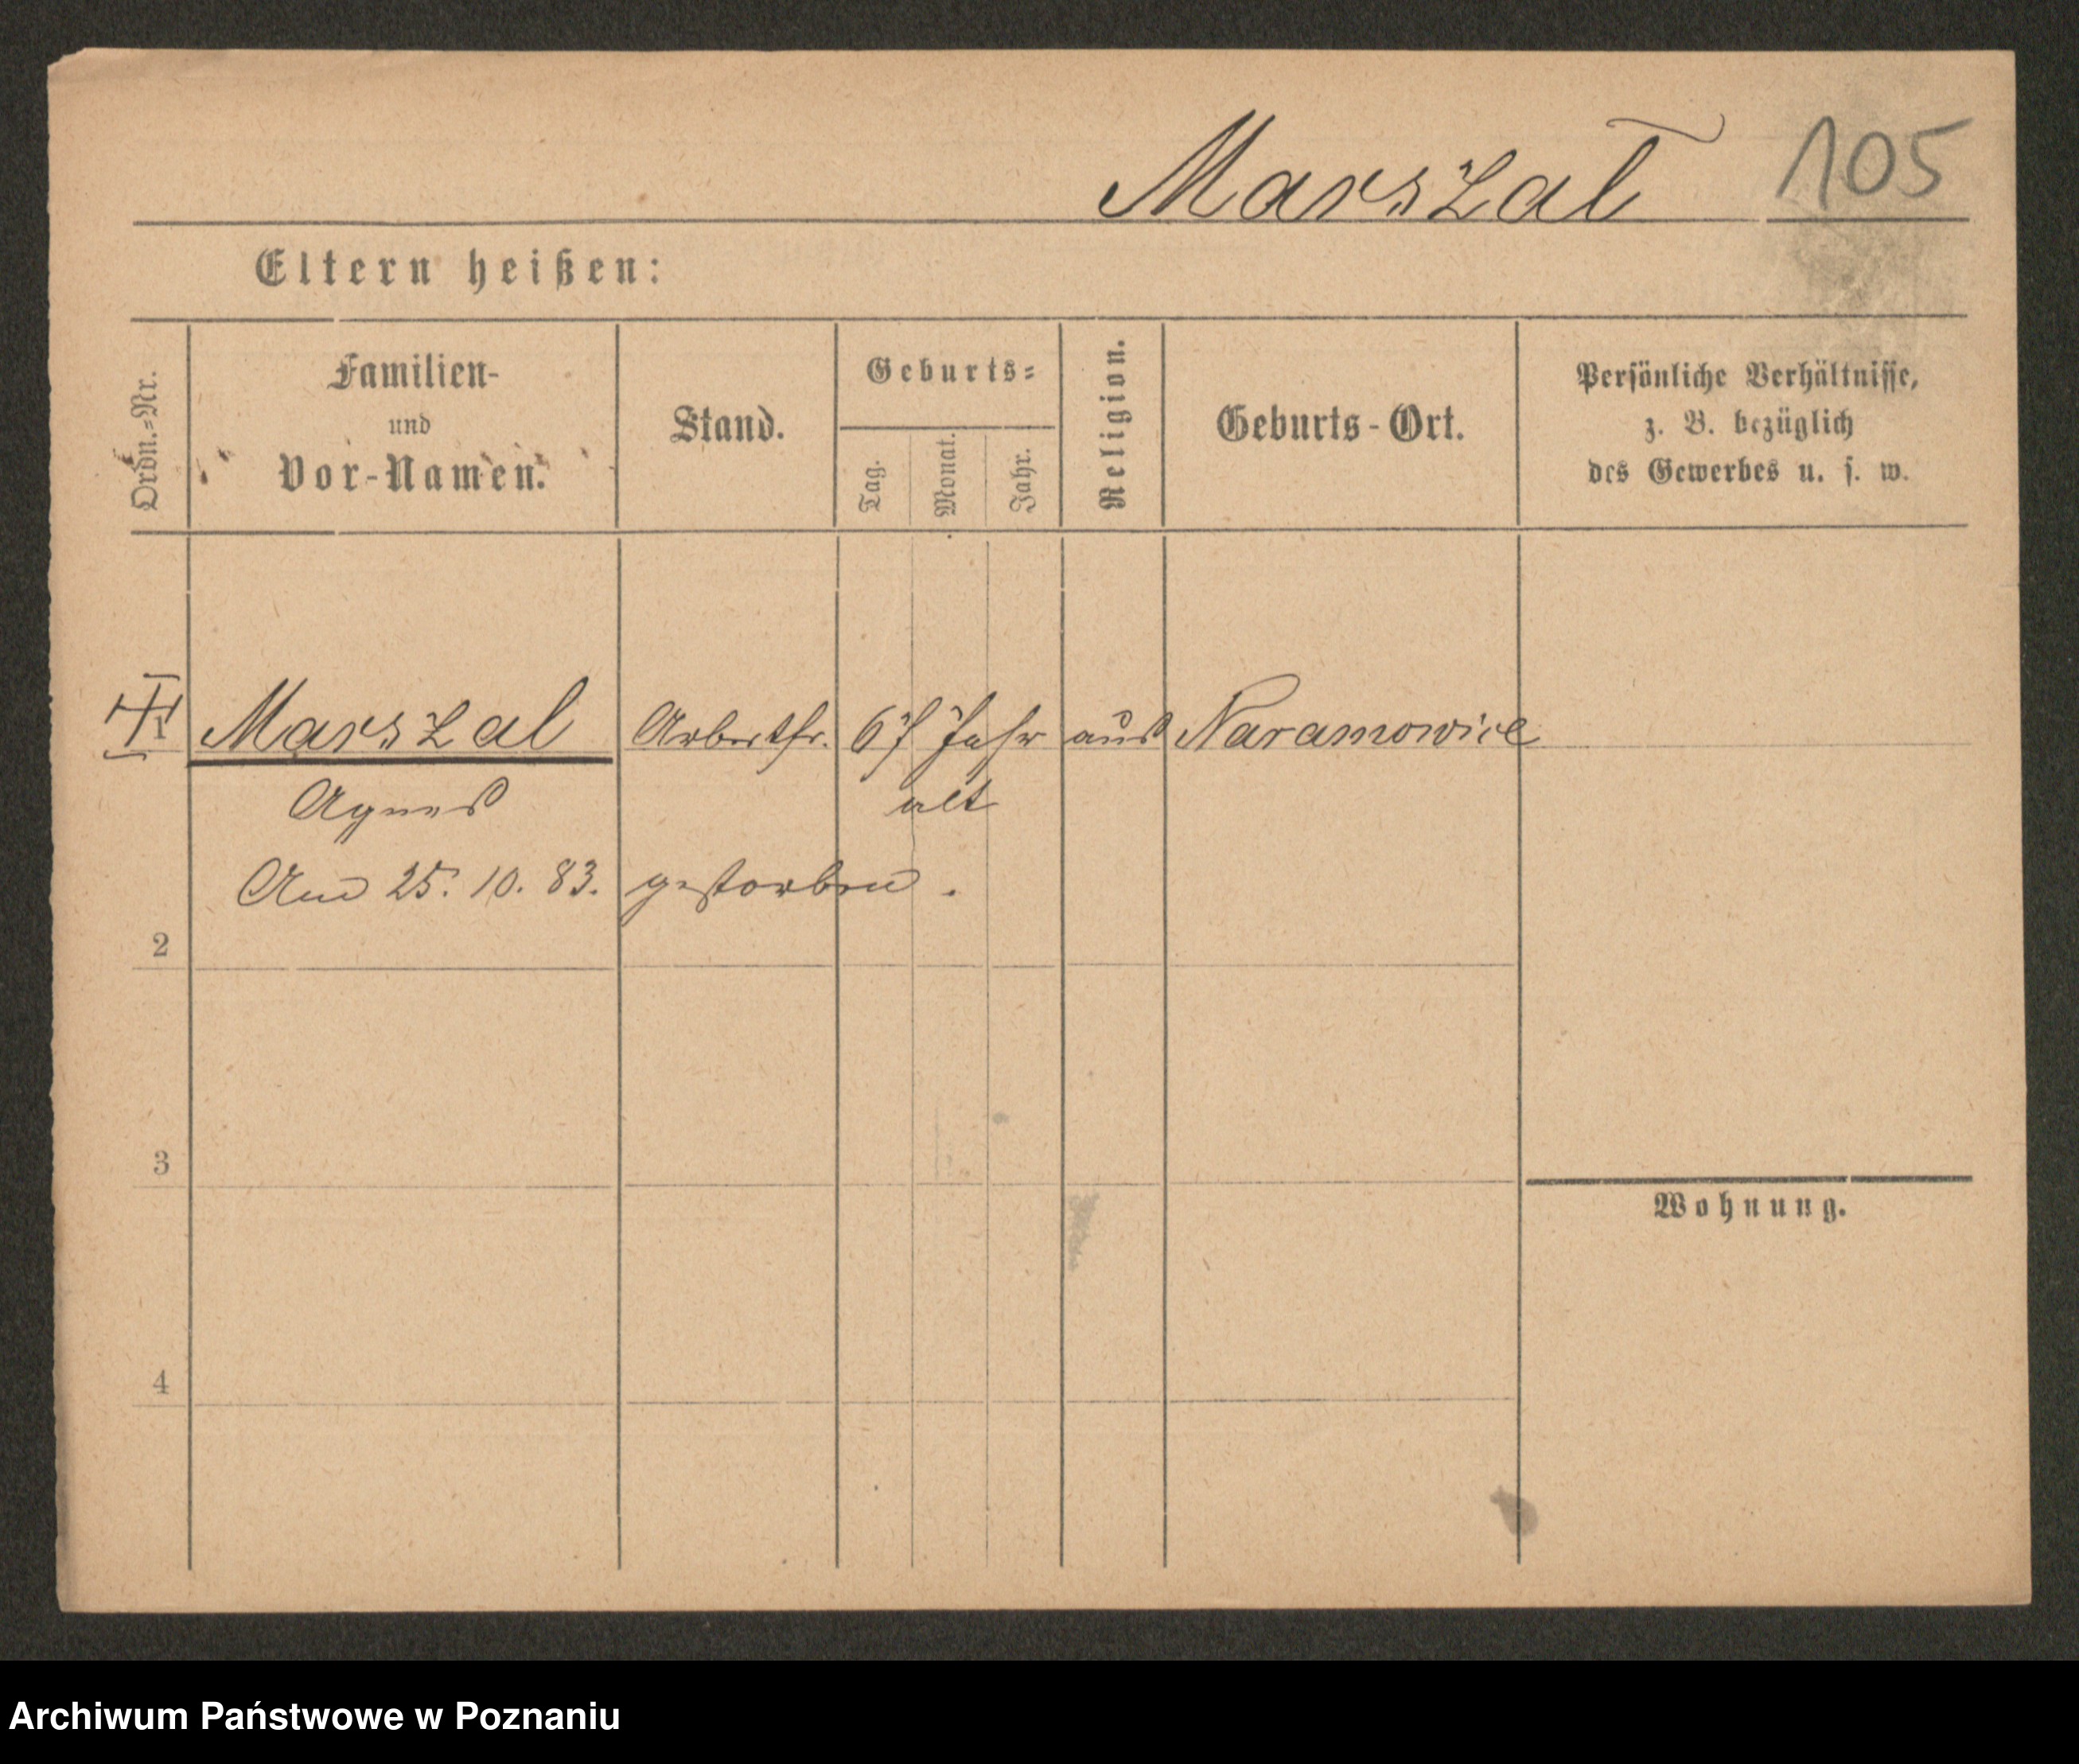 Marszal 105
Eltern heißen:
Ordn.-Nr.
Familien-
und
Vor-Namen.
Stand.
Geburts-
Tag.
Monat.
Jahr.
Religion.
Geburts-Ort.
Persönliche Verhältnisse,
z. B. bezüglich
des Gewerbes u. s. w.
1 Marszal Arbeitfr. 67 Jahr aus Naramowice
Agnes alt
Am 25. 10. 83. gestorben.
2
3
Wohnung.
4
Archiwum Państwowe w Poznaniu